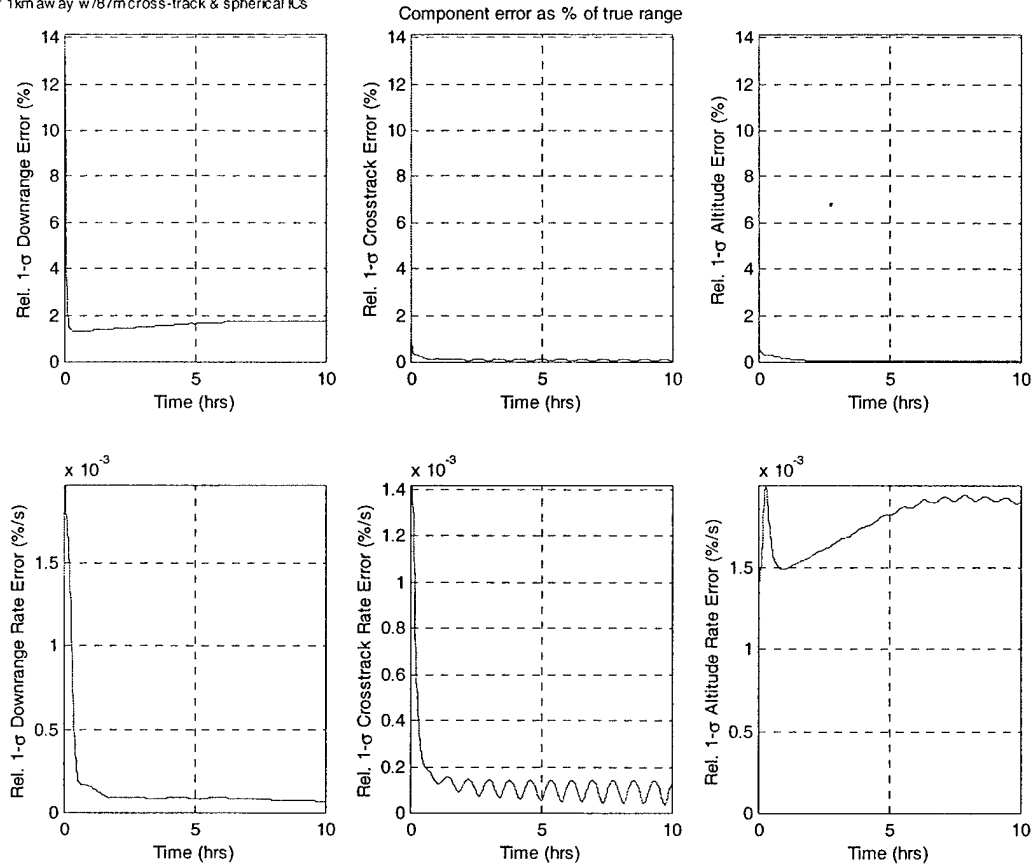 1km away w/87m cross-track & spherical ICs
Component error as % of true range
14
12
10
8
6
4
2
0
Rel. 1-σ Downrange Error (%)
0 5 10
Time (hrs)
14
12
10
8
6
4
2
0
Rel. 1-σ Crosstrack Error (%)
0 5 10
Time (hrs)
14
12
10
8
6
4
2
0
Rel. 1-σ Altitude Error (%)
0 5 10
Time (hrs)
x 10-3
1.5
1
0.5
0
Rel. 1-σ Downrange Rate Error (%/s)
0 5 10
Time (hrs)
x 10-3
1.4
1.2
1
0.8
0.6
0.4
0.2
0
Rel. 1-σ Crosstrack Rate Error (%/s)
0 5 10
Time (hrs)
x 10-3
1.5
1
0.5
0
Rel. 1-σ Altitude Rate Error (%/s)
0 5 10
Time (hrs)